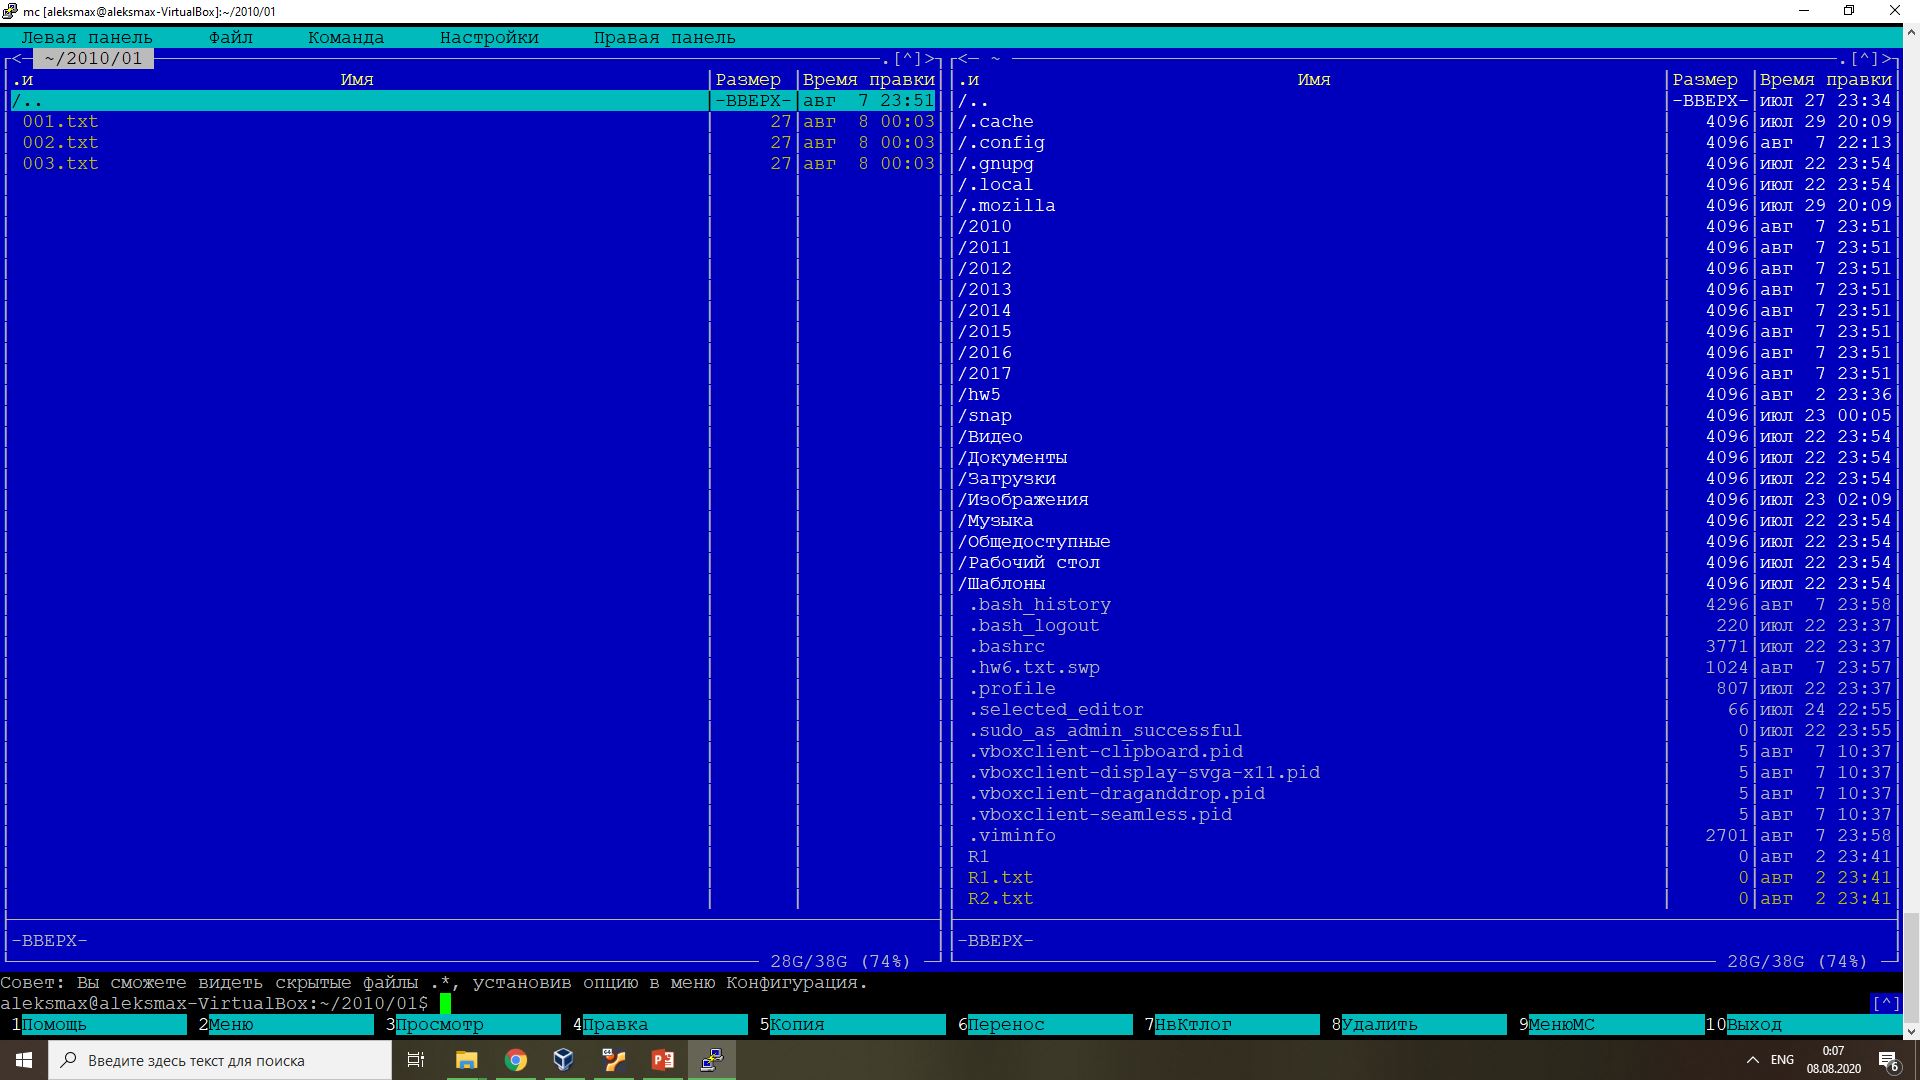 mc [aleksmax@aleksmax-VirtualBox]:~/2010/01
Левая панель Файл Команда Настройки Правая панель
<─ ~/2010/01 .[^]>
.и Имя Размер Время правки
/.. -ВВЕРХ- авг 7 23:51
001.txt 27 авг 8 00:03
002.txt 27 авг 8 00:03
003.txt 27 авг 8 00:03
-ВВЕРХ-
28G/38G (74%)
<─ ~ .[^]>
.и Имя Размер Время правки
/.. -ВВЕРХ- июл 27 23:34
/.cache 4096 июл 29 20:09
/.config 4096 авг 7 22:13
/.gnupg 4096 июл 22 23:54
/.local 4096 июл 22 23:54
/.mozilla 4096 июл 29 20:09
/2010 4096 авг 7 23:51
/2011 4096 авг 7 23:51
/2012 4096 авг 7 23:51
/2013 4096 авг 7 23:51
/2014 4096 авг 7 23:51
/2015 4096 авг 7 23:51
/2016 4096 авг 7 23:51
/2017 4096 авг 7 23:51
/hw5 4096 авг 2 23:36
/snap 4096 июл 23 00:05
/Видео 4096 июл 22 23:54
/Документы 4096 июл 22 23:54
/Загрузки 4096 июл 22 23:54
/Изображения 4096 июл 23 02:09
/Музыка 4096 июл 22 23:54
/Общедоступные 4096 июл 22 23:54
/Рабочий стол 4096 июл 22 23:54
/Шаблоны 4096 июл 22 23:54
.bash_history 4296 авг 7 23:58
.bash_logout 220 июл 22 23:37
.bashrc 3771 июл 22 23:37
.hw6.txt.swp 1024 авг 7 23:57
.profile 807 июл 22 23:37
.selected_editor 66 июл 24 22:55
.sudo_as_admin_successful 0 июл 22 23:55
.vboxclient-clipboard.pid 5 авг 7 10:37
.vboxclient-display-svga-x11.pid 5 авг 7 10:37
.vboxclient-draganddrop.pid 5 авг 7 10:37
.vboxclient-seamless.pid 5 авг 7 10:37
.viminfo 2701 авг 7 23:58
R1 0 авг 2 23:41
R1.txt 0 авг 2 23:41
R2.txt 0 авг 2 23:41
-ВВЕРХ-
28G/38G (74%)
Совет: Вы сможете видеть скрытые файлы .*, установив опцию в меню Конфигурация.
aleksmax@aleksmax-VirtualBox:~/2010/01$ [^]
1Помощь 2Меню 3Просмотр 4Правка 5Копия 6Перенос 7НвКтлог 8Удалить 9МенюМС 10Выход
Введите здесь текст для поиска
ENG
0:07
08.08.2020
6